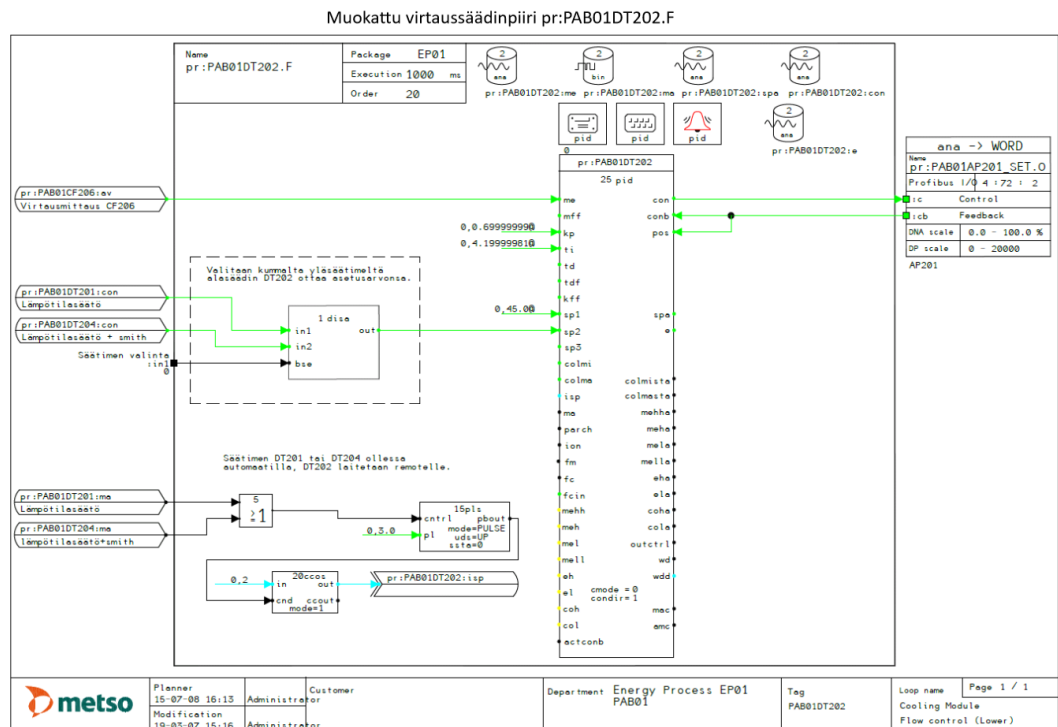 Muokattu virtaussäädinpiiri pr:PAB01DT202.F
Name
pr:PAB01DT202.F
Package EP01
Execution 1000 ms
Order 20
2
ana
pr:PAB01DT202:me
2
bin
pr:PAB01DT202:ma
2
ana
pr:PAB01DT202:spa
2
ana
pr:PAB01DT202:con
pid
0
pid
pid
2
ana
pr:PAB01DT202:e
ana -> WORD
Name
pr:PAB01AP201_SET.O
Profibus I/O 4 :72 : 2
:c Control
:cb Feedback
DNA scale 0.0 - 100.0 %
DP scale 0 - 20000
AP201
pr:PAB01CF206:av
Virtausmittaus CF206
pr:PAB01DT201:con
Lämpötilasäätö
pr:PAB01DT204:con
Lämpötilasäätö + smith
Säätimen valinta
:in1
0
Valitaan kummalta yläsäätimeltä
alasäädin DT202 ottaa asetusarvonsa.
1 disa
in1 out
in2
bse
0,0.699999990
0,4.199999810
0,45.00
pr:PAB01DT202
25 pid
me con
mff conb
kp pos
ti
td
tdf
kff
sp1 spa
sp2 e
sp3
colmi
colma colmista
isp colmasta
ma mehha
parch meha
ion mela
fm mella
fc eha
fcin ela
mehh coha
meh cola
mel outctrl
mell wd
eh wdd
el
cmode = 0
condir= 1
coh mac
col amc
actconb
Säätimen DT201 tai DT204 ollessa
automaatilla, DT202 laitetaan remotelle.
pr:PAB01DT201:ma
Lämpötilasäätö
pr:PAB01DT204:ma
lämpötilasäätö+smith
5
≥1
15pls
cntrl pbout
mode=PULSE
pl uds=UP
ssta=0
0,3.0
0,2
20ccos
in out
cnd ccout
mode=1
pr:PAB01DT202:isp
metso
Planner
15-07-08 16:13 Administrator
Modification
19-03-07 15:16 Administrator
Customer
Department Energy Process EP01
PAB01
Tag
PAB01DT202
Loop name Page 1 / 1
Cooling Module
Flow control (Lower)